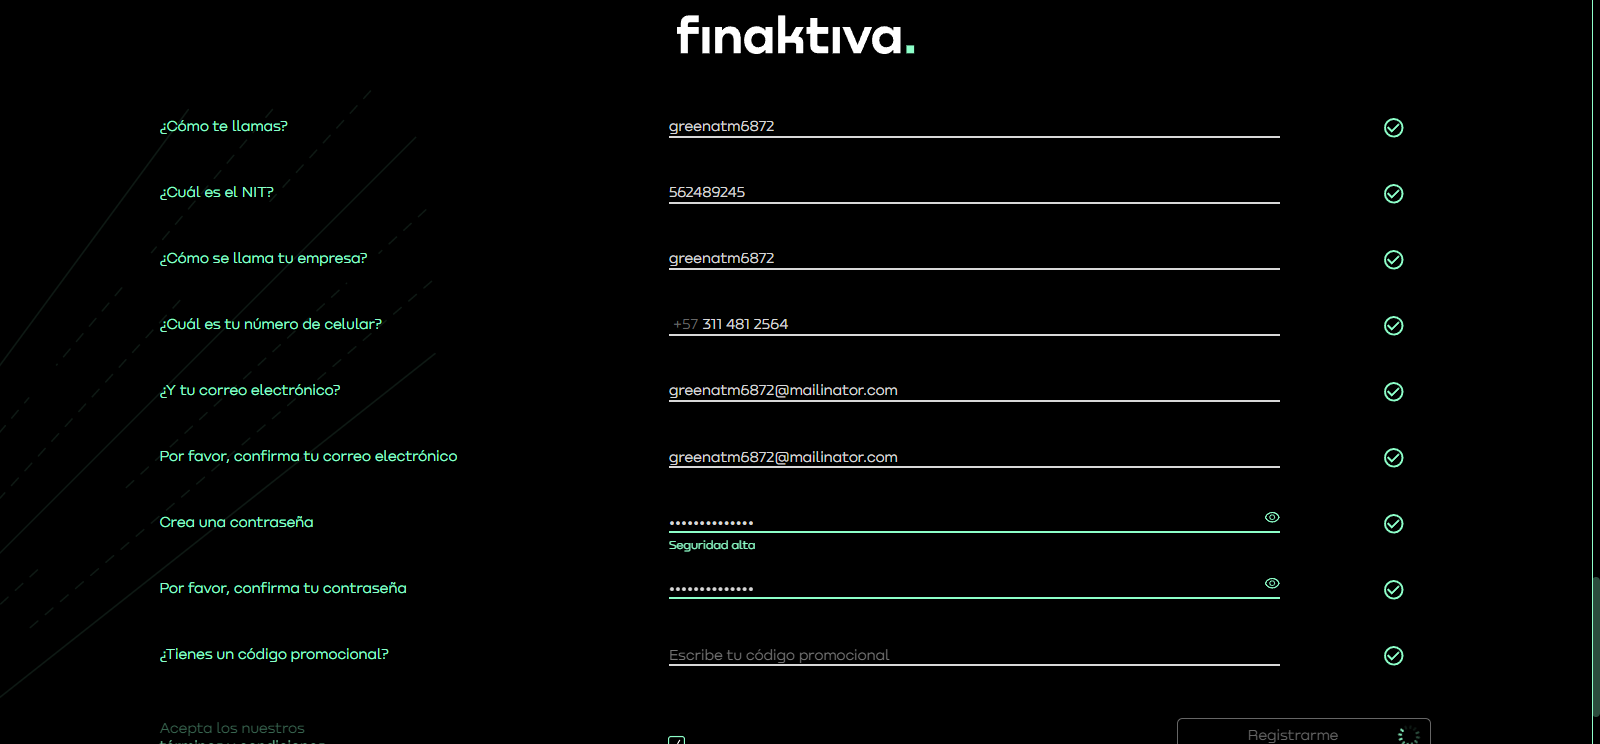 finaktiva.
¿Cómo te llamas? greenatm6872
¿Cuál es el NIT? 562489245
¿Cómo se llama tu empresa? greenatm6872
¿Cuál es tu número de celular? +57 311 481 2564
¿Y tu correo electrónico? greenatm6872@mailinator.com
Por favor, confirma tu correo electrónico greenatm6872@mailinator.com
Crea una contraseña ••••••••••••••
Seguridad alta
Por favor, confirma tu contraseña ••••••••••••••
¿Tienes un código promocional? Escribe tu código promocional
Acepta los nuestros
términos y condiciones
Registrarme